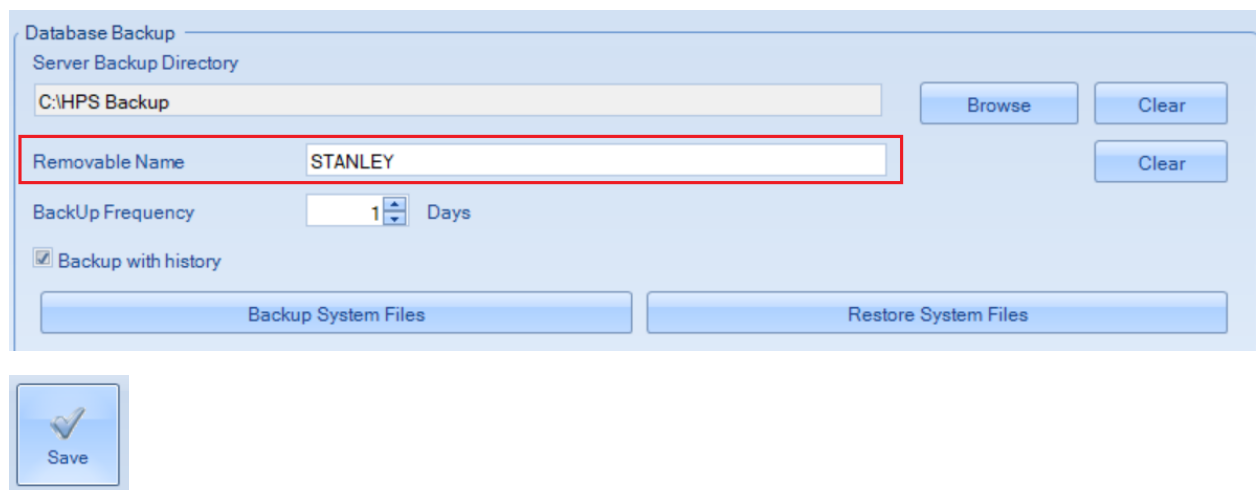 Database Backup
Server Backup Directory
C:\HPS Backup
Browse
Clear
Removable Name
STANLEY
Clear
BackUp Frequency
1
Days
Backup with history
Backup System Files
Restore System Files
Save